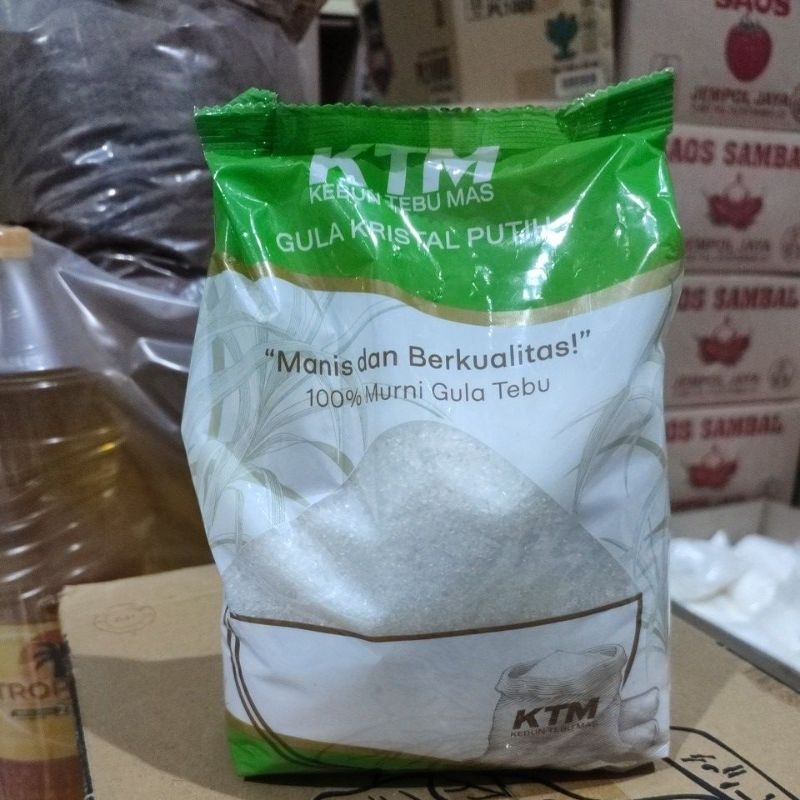 KTM
KEBUN TEBU MAS
GULA KRISTAL PUTIH
"Manis dan Berkualitas!"
100% Murni Gula Tebu
KTM
KEBUN TEBU MAS
TROP
SAOS
JEMPOL JAYA
SAOS SAMBAL
JEMPOL JAYA
SAOS SAMBAL
JEMPOL JAYA
SAOS SAMBAL